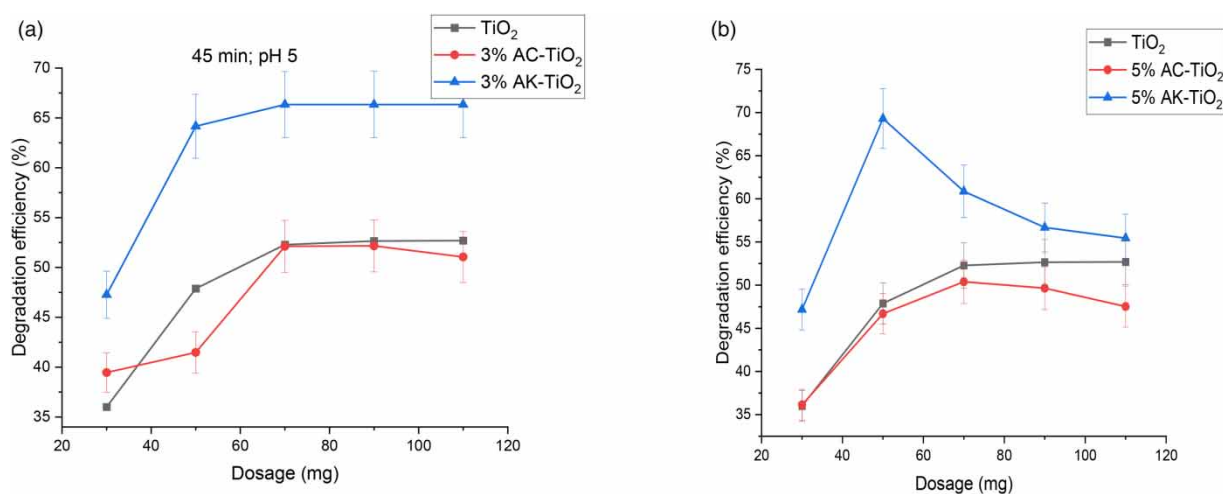 (a)
TiO₂
3% AC-TiO₂
3% AK-TiO₂
45 min; pH 5
Degradation efficiency (%)
70
65
60
55
50
45
40
35
20
40
60
80
100
120
Dosage (mg)
(b)
TiO₂
5% AC-TiO₂
5% AK-TiO₂
Degradation efficiency (%)
75
70
65
60
55
50
45
40
35
20
40
60
80
100
120
Dosage (mg)